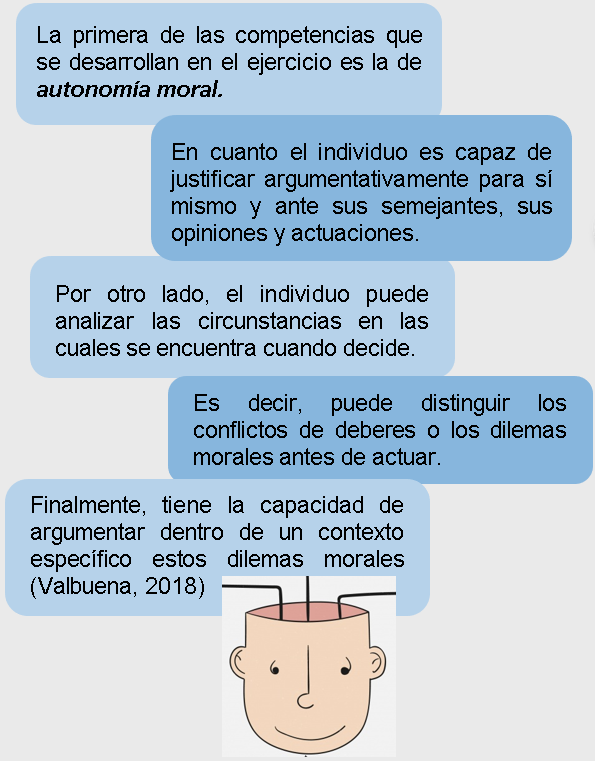 La primera de las competencias que
se desarrollan en el ejercicio es la de
autonomía moral.
En cuanto el individuo es capaz de
justificar argumentativamente para sí
mismo y ante sus semejantes, sus
opiniones y actuaciones.
Por otro lado, el individuo puede
analizar las circunstancias en las
cuales se encuentra cuando decide.
Es decir, puede distinguir los
conflictos de deberes o los dilemas
morales antes de actuar.
Finalmente, tiene la capacidad de
argumentar dentro de un contexto
específico estos dilemas morales
(Valbuena, 2018)